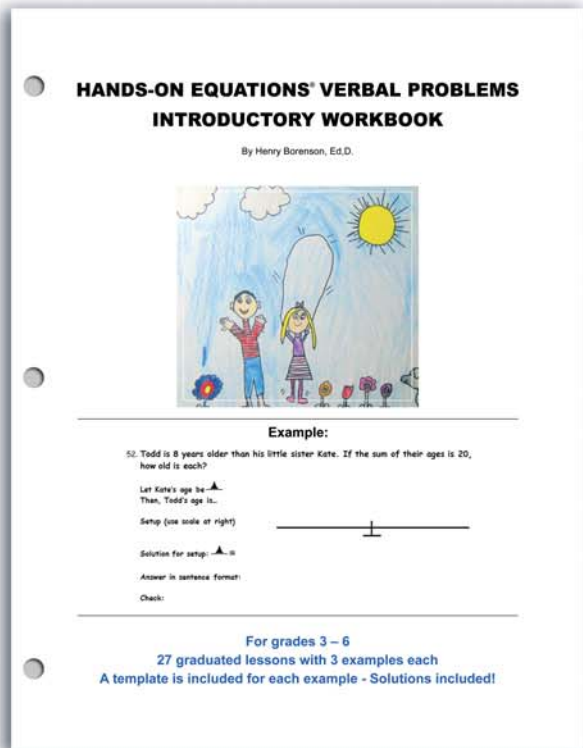 HANDS-ON EQUATIONS® VERBAL PROBLEMS
INTRODUCTORY WORKBOOK
By Henry Borenson, Ed,D.
Example:
52. Todd is 8 years older than his little sister Kate. If the sum of their ages is 20,
how old is each?
Let Kate's age be
Then, Todd's age is..
Setup (use scale at right)
Solution for setup: =
Answer in sentence format:
Check:
For grades 3 – 6
27 graduated lessons with 3 examples each
A template is included for each example - Solutions included!